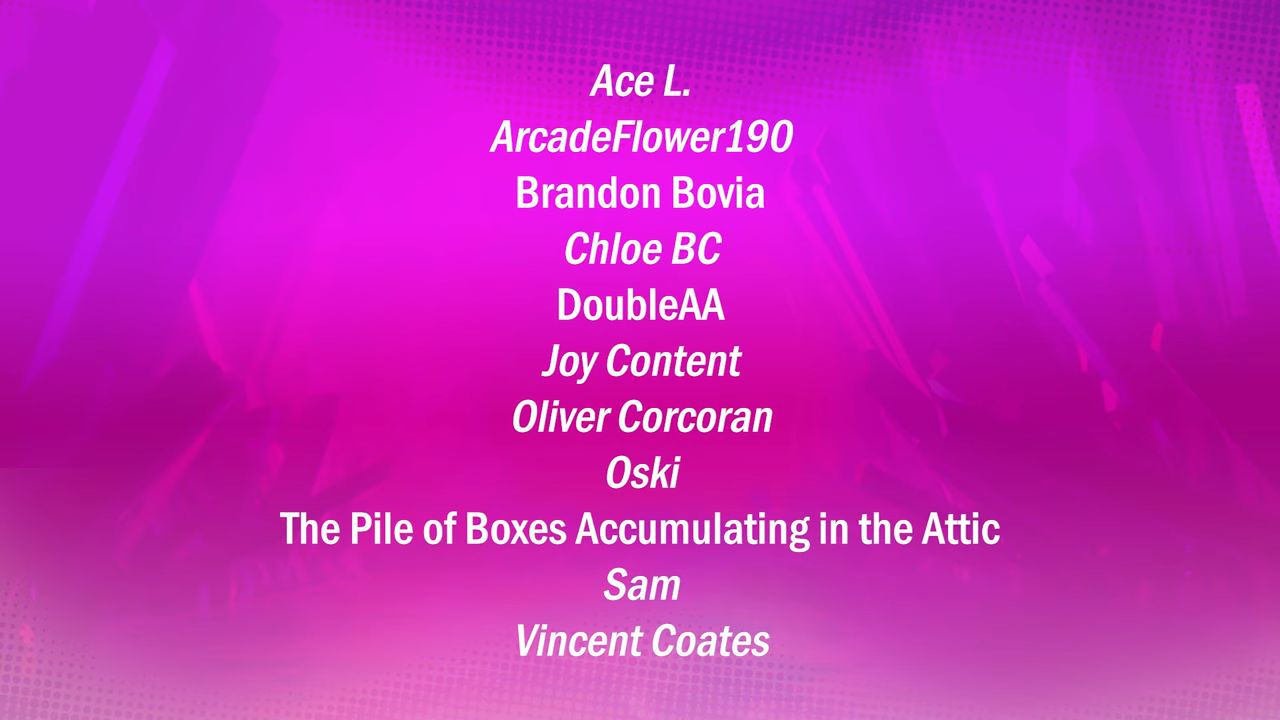 Ace L.
ArcadeFlower190
Brandon Bovia
Chloe BC
DoubleAA
Joy Content
Oliver Corcoran
Oski
The Pile of Boxes Accumulating in the Attic
Sam
Vincent Coates